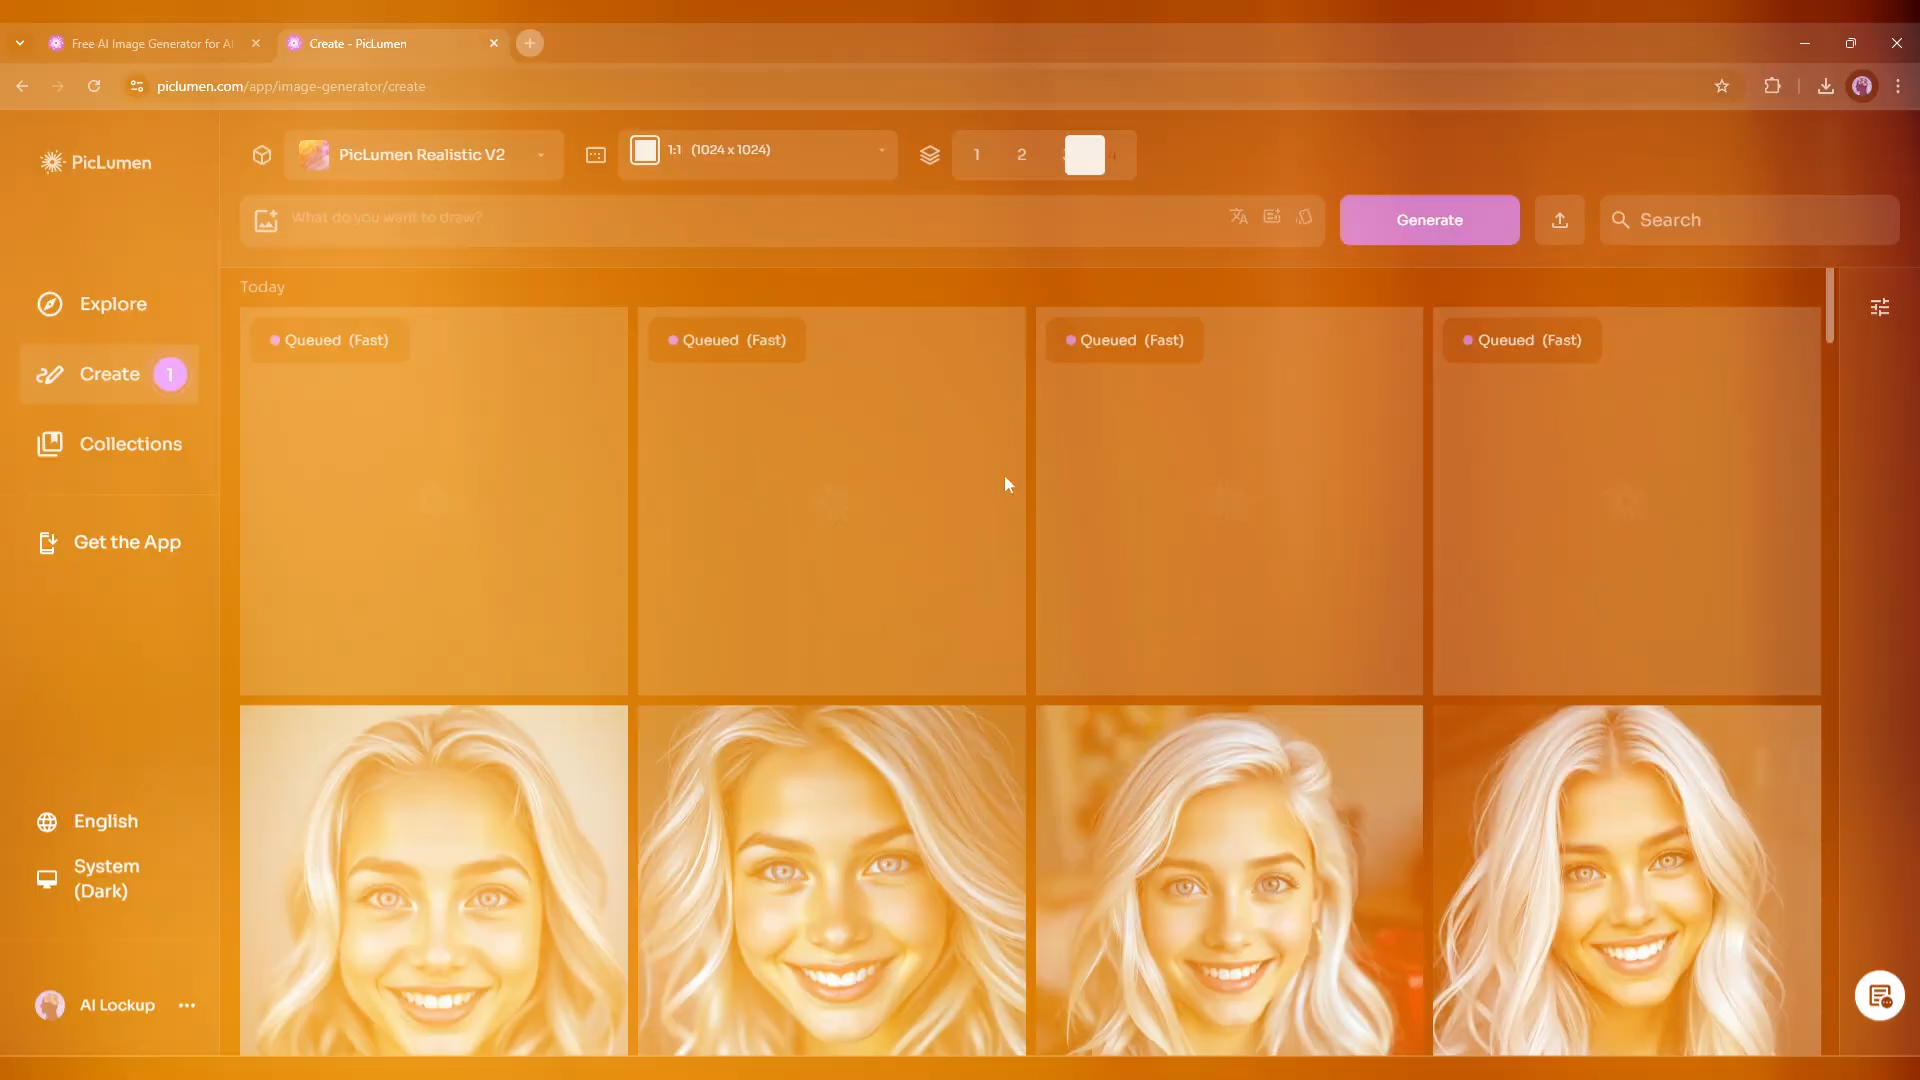 Free AI Image Generator for AI
Create - PicLumen
piclumen.com/app/image-generator/create
PicLumen
PicLumen Realistic V2
1:1 (1024 x 1024)
1 2 4
What do you want to draw?
Generate
Search
Explore
Create 1
Collections
Get the App
English
System
(Dark)
AI Lockup
Today
Queued (Fast)
Queued (Fast)
Queued (Fast)
Queued (Fast)